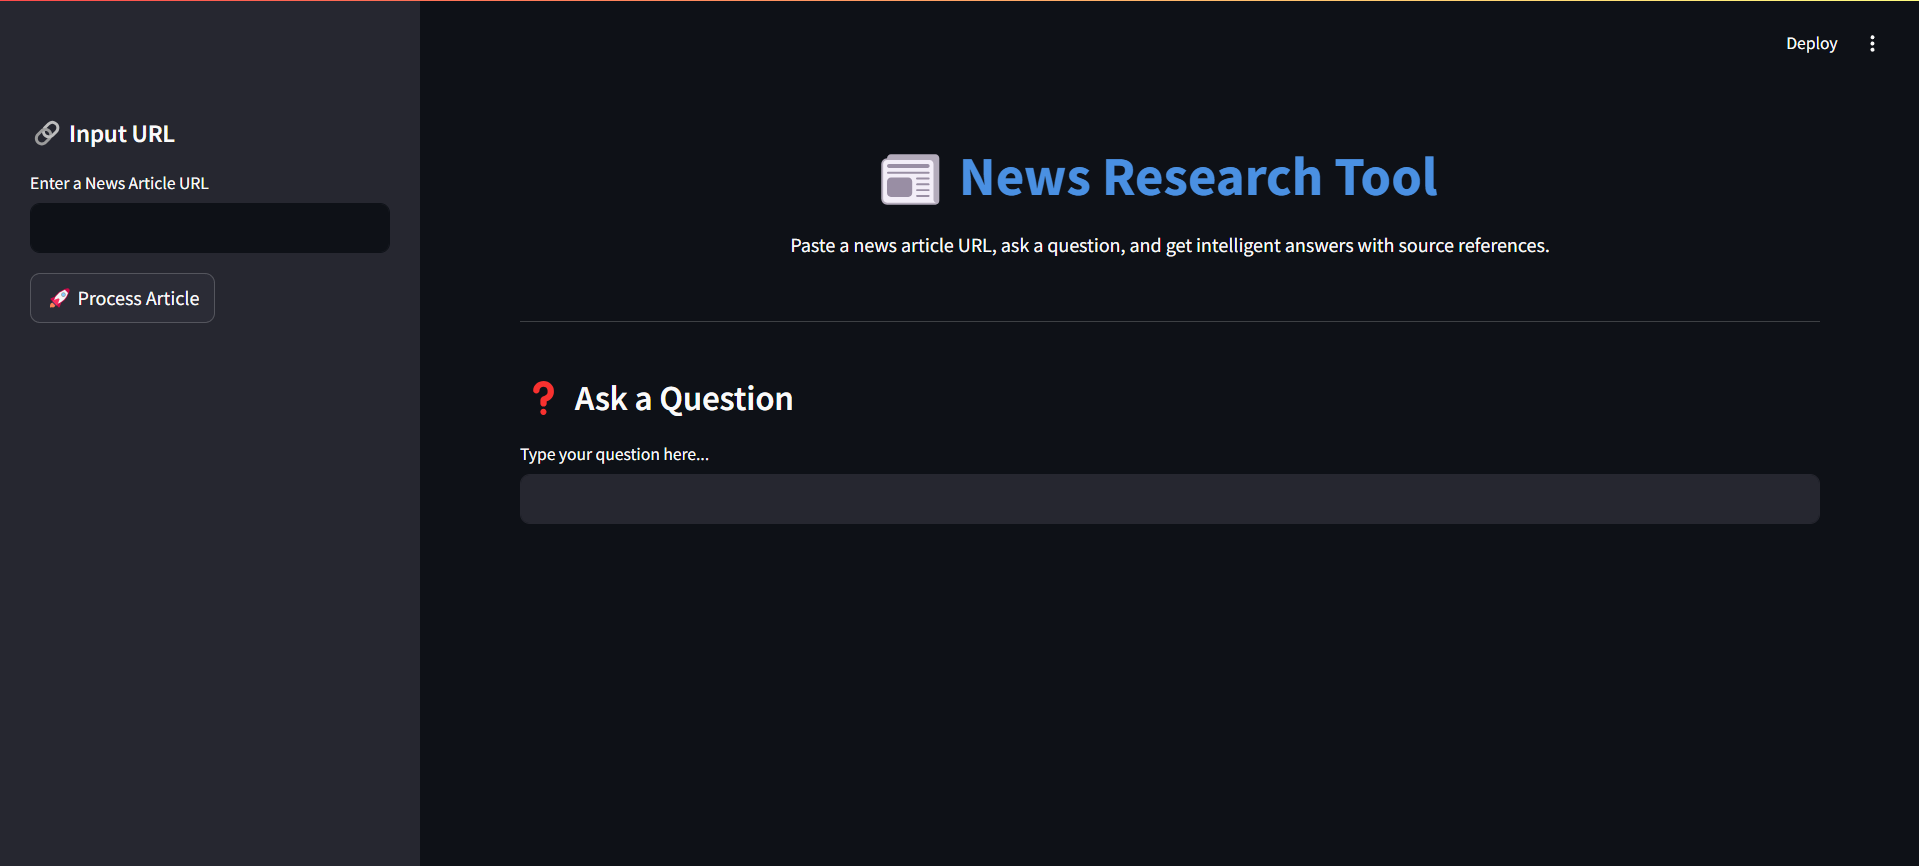 Deploy
Input URL
Enter a News Article URL
Process Article
News Research Tool
Paste a news article URL, ask a question, and get intelligent answers with source references.
❓ Ask a Question
Type your question here...